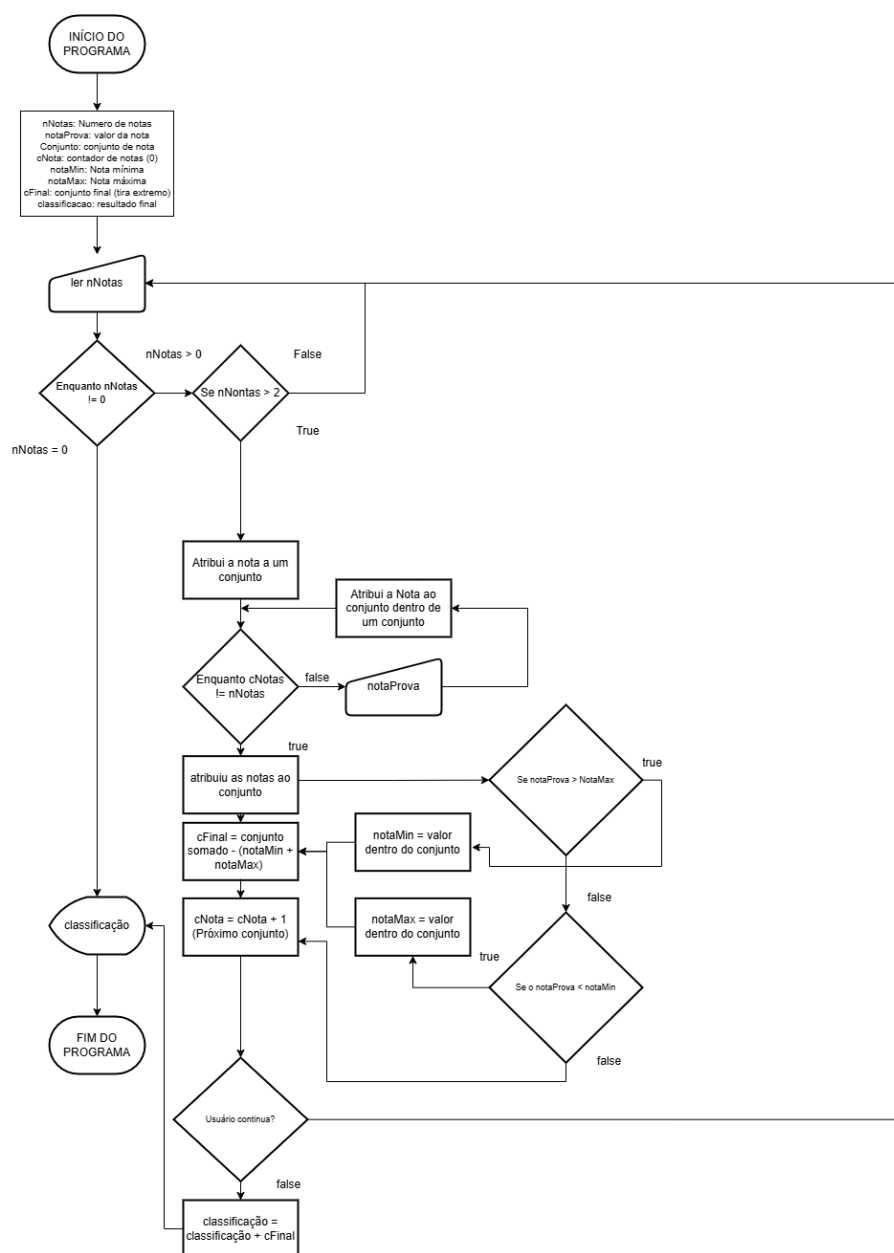 INÍCIO DO
PROGRAMA
nNotas: Numero de notas
notaProva: valor da nota
Conjunto: conjunto de nota
cNota: contador de notas (0)
notaMin: Nota mínima
notaMax: Nota máxima
cFinal: conjunto final (tira extremo)
classificacao: resultado final
ler nNotas
Enquanto nNotas
!= 0
nNotas > 0
Se nNontas > 2
False
True
nNotas = 0
Atribui a nota a um
conjunto
Atribui a Nota ao
conjunto dentro de
um conjunto
Enquanto cNotas
!= nNotas
false
notaProva
true
atribuiu as notas ao
conjunto
Se notaProva > NotaMax
true
cFinal = conjunto
somado - (notaMin +
notaMax)
notaMin = valor
dentro do conjunto
false
cNota = cNota + 1
(Próximo conjunto)
notaMax = valor
dentro do conjunto
true
Se o notaProva < notaMin
false
classificação
FIM DO
PROGRAMA
Usuário continua?
false
classificação =
classificação + cFinal